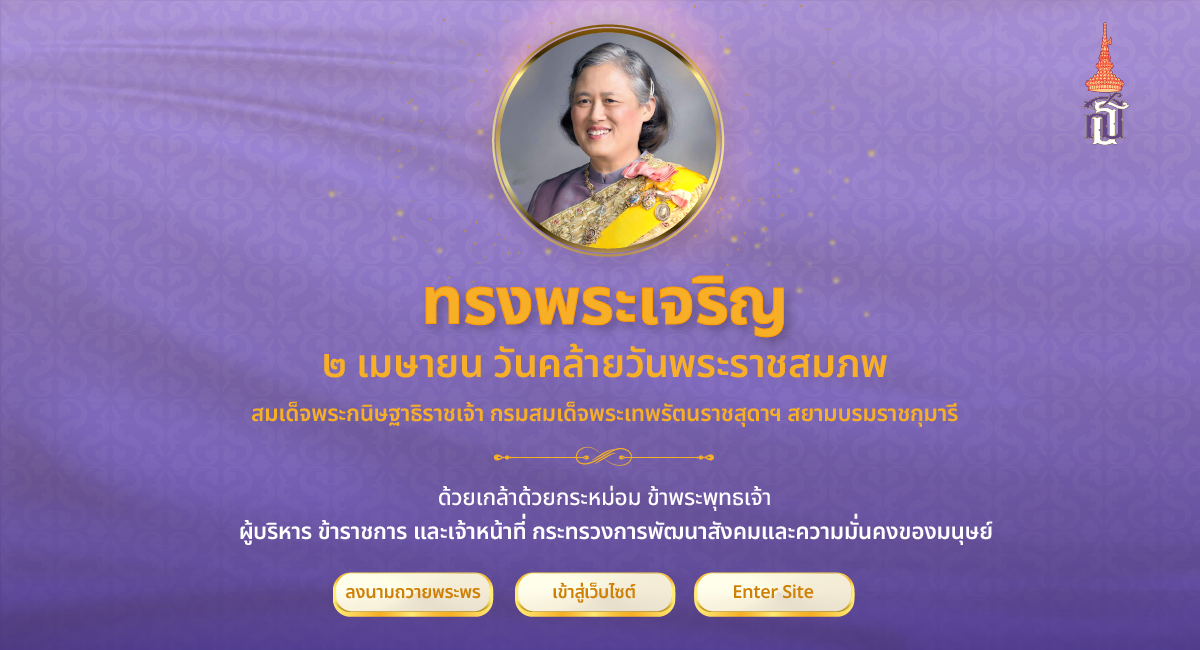 ทรงพระเจริญ
๒ เมษายน วันคล้ายวันพระราชสมภพ
สมเด็จพระกนิษฐาธิราชเจ้า กรมสมเด็จพระเทพรัตนราชสุดาฯ สยามบรมราชกุมารี
ด้วยเกล้าด้วยกระหม่อม ข้าพระพุทธเจ้า
ผู้บริหาร ข้าราชการ และเจ้าหน้าที่ กระทรวงการพัฒนาสังคมและความมั่นคงของมนุษย์
ลงนามถวายพระพร
เข้าสู่เว็บไซต์
Enter Site